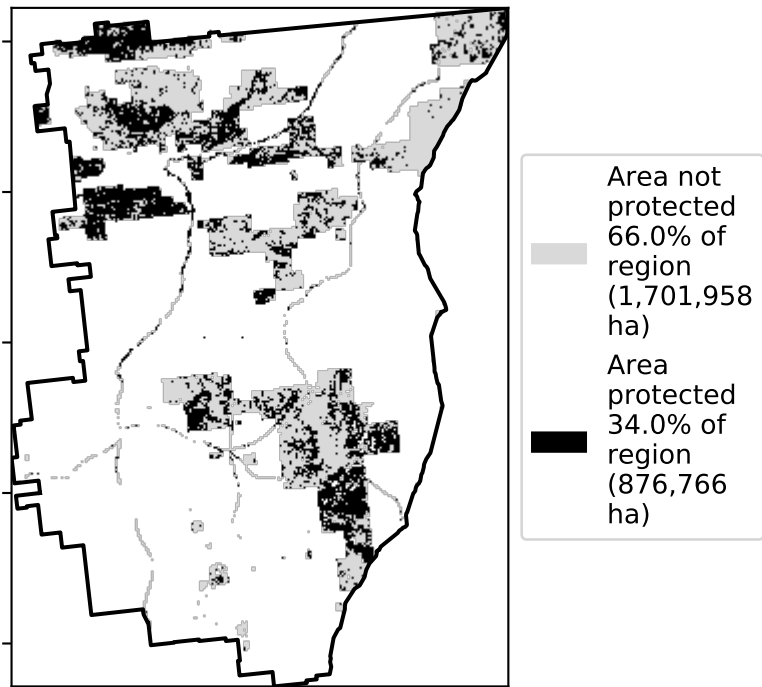 Area not
protected
66.0% of
region
(1,701,958
ha)
Area
protected
34.0% of
region
(876,766
ha)